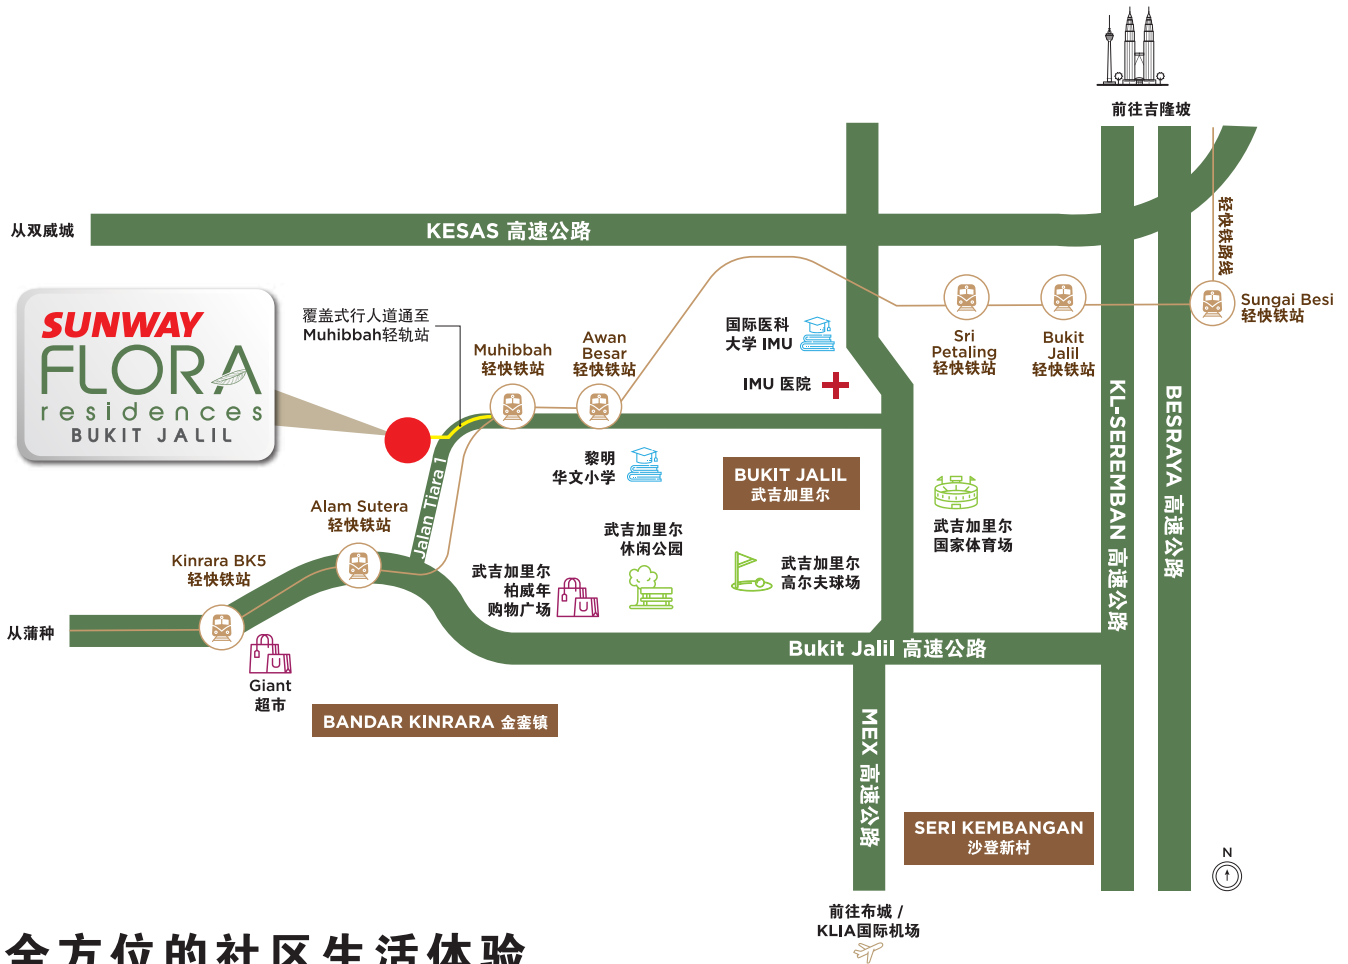 前往吉隆坡
从双威城
KESAS 高速公路
轻快铁路线
SUNWAY
FLORA
residences
BUKIT JALIL
覆盖式行人道通至
Muhibbah轻轨站
Muhibbah
轻快铁站
Awan
Besar
轻快铁站
国际医科
大学 IMU
IMU 医院
Sri
Petaling
轻快铁站
Bukit
Jalil
轻快铁站
Sungai Besi
轻快铁站
KL-SEREMBAN 高速公路
BESRAYA 高速公路
Jalan Tiara 1
黎明
华文小学
BUKIT JALIL
武吉加里尔
武吉加里尔
国家体育场
Alam Sutera
轻快铁站
Kinrara BK5
轻快铁站
武吉加里尔
休闲公园
武吉加里尔
柏威年
购物广场
武吉加里尔
高尔夫球场
从蒲种
Bukit Jalil 高速公路
Giant
超市
BANDAR KINRARA 金銮镇
MEX 高速公路
SERI KEMBANGAN
沙登新村
N
前往布城 /
KLIA国际机场
全方位的社区生活体验